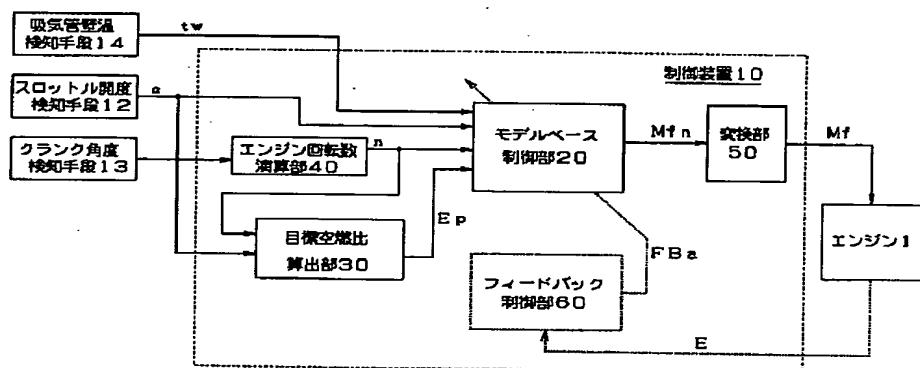 吸気管壁温
検知手段14
tw
スロットル開度
検知手段12
α
クランク角度
検知手段13
制御装置10
エンジン回転数
演算部40
n
目標空燃比
算出部30
Ep
モデルベース
制御部20
Mfn
変換部
50
Mf
エンジン1
フィードバック
制御部60
FBa
E